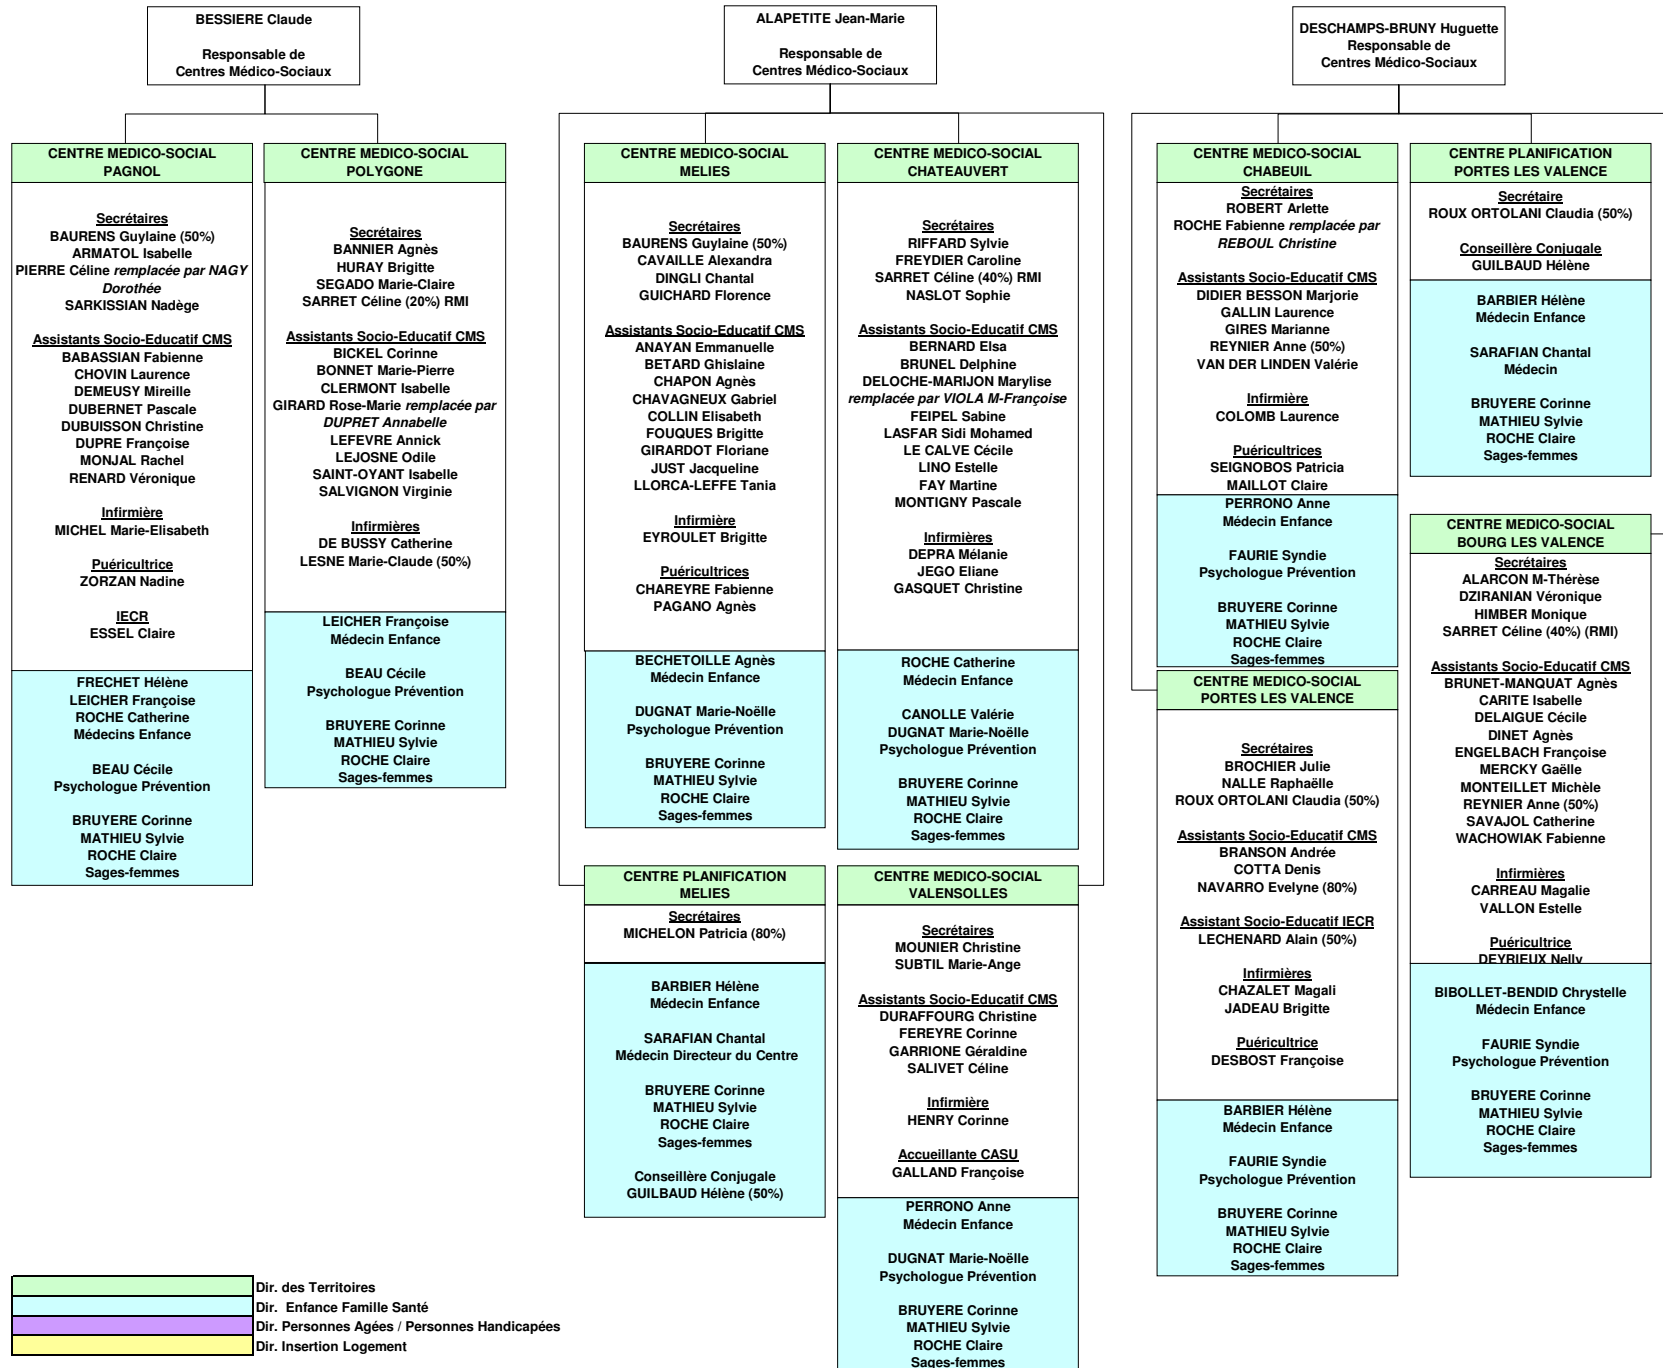 BESSIERE Claude
Responsable de
Centres Médico-Sociaux
CENTRE MEDICO-SOCIAL
PAGNOL
Secrétaires
BAURENS Guylaine (50%)
ARMATOL Isabelle
PIERRE Céline remplacée par NAGY
Dorothée
SARKISSIAN Nadège
Assistants Socio-Educatif CMS
BABASSIAN Fabienne
CHOVIN Laurence
DEMEUSY Mireille
DUBERNET Pascale
DUBUISSON Christine
DUPRE Françoise
MONJAL Rachel
RENARD Véronique
Infirmière
MICHEL Marie-Elisabeth
Puéricultrice
ZORZAN Nadine
IECR
ESSEL Claire
FRECHET Hélène
LEICHER Françoise
ROCHE Catherine
Médecins Enfance
BEAU Cécile
Psychologue Prévention
BRUYERE Corinne
MATHIEU Sylvie
ROCHE Claire
Sages-femmes
CENTRE MEDICO-SOCIAL
POLYGONE
Secrétaires
BANNIER Agnès
HURAY Brigitte
SEGADO Marie-Claire
SARRET Céline (20%) RMI
Assistants Socio-Educatif CMS
BICKEL Corinne
BONNET Marie-Pierre
CLERMONT Isabelle
GIRARD Rose-Marie remplacée par
DUPRET Annabelle
LEFEVRE Annick
LEJOSNE Odile
SAINT-OYANT Isabelle
SALVIGNON Virginie
Infirmières
DE BUSSY Catherine
LESNE Marie-Claude (50%)
LEICHER Françoise
Médecin Enfance
BEAU Cécile
Psychologue Prévention
BRUYERE Corinne
MATHIEU Sylvie
ROCHE Claire
Sages-femmes
ALAPETITE Jean-Marie
Responsable de
Centres Médico-Sociaux
CENTRE MEDICO-SOCIAL
MELIES
Secrétaires
BAURENS Guylaine (50%)
CAVAILLE Alexandra
DINGLI Chantal
GUICHARD Florence
Assistants Socio-Educatif CMS
ANAYAN Emmanuelle
BETARD Ghislaine
CHAPON Agnès
CHAVAGNEUX Gabriel
COLLIN Elisabeth
FOUQUES Brigitte
GIRARDOT Floriane
JUST Jacqueline
LLORCA-LEFFE Tania
Infirmière
EYROULET Brigitte
Puéricultrices
CHAREYRE Fabienne
PAGANO Agnès
BECHETOILLE Agnès
Médecin Enfance
DUGNAT Marie-Noëlle
Psychologue Prévention
BRUYERE Corinne
MATHIEU Sylvie
ROCHE Claire
Sages-femmes
CENTRE MEDICO-SOCIAL
CHATEAUVERT
Secrétaires
RIFFARD Sylvie
FREYDIER Caroline
SARRET Céline (40%) RMI
NASLOT Sophie
Assistants Socio-Educatif CMS
BERNARD Elsa
BRUNEL Delphine
DELOCHE-MARIJON Marylise
remplacée par VIOLA M-Françoise
FEIPEL Sabine
LASFAR Sidi Mohamed
LE CALVE Cécile
LINO Estelle
FAY Martine
MONTIGNY Pascale
Infirmières
DEPRA Mélanie
JEGO Eliane
GASQUET Christine
ROCHE Catherine
Médecin Enfance
CANOLLE Valérie
DUGNAT Marie-Noëlle
Psychologue Prévention
BRUYERE Corinne
MATHIEU Sylvie
ROCHE Claire
Sages-femmes
CENTRE PLANIFICATION
MELIES
Secrétaires
MICHELON Patricia (80%)
BARBIER Hélène
Médecin Enfance
SARAFIAN Chantal
Médecin Directeur du Centre
BRUYERE Corinne
MATHIEU Sylvie
ROCHE Claire
Sages-femmes
Conseillère Conjugale
GUILBAUD Hélène (50%)
CENTRE MEDICO-SOCIAL
VALENSOLLES
Secrétaires
MOUNIER Christine
SUBTIL Marie-Ange
Assistants Socio-Educatif CMS
DURAFFOURG Christine
FEREYRE Corinne
GARRIONE Géraldine
SALIVET Céline
Infirmière
HENRY Corinne
Accueillante CASU
GALLAND Françoise
PERRONO Anne
Médecin Enfance
DUGNAT Marie-Noëlle
Psychologue Prévention
BRUYERE Corinne
MATHIEU Sylvie
ROCHE Claire
Sages-femmes
DESCHAMPS-BRUNY Huguette
Responsable de
Centres Médico-Sociaux
CENTRE MEDICO-SOCIAL
CHABEUIL
Secrétaires
ROBERT Arlette
ROCHE Fabienne remplacée par
REBOUL Christine
Assistants Socio-Educatif CMS
DIDIER BESSON Marjorie
GALLIN Laurence
GIRES Marianne
REYNIER Anne (50%)
VAN DER LINDEN Valérie
Infirmière
COLOMB Laurence
Puéricultrices
SEIGNOBOS Patricia
MAILLOT Claire
PERRONO Anne
Médecin Enfance
FAURIE Syndie
Psychologue Prévention
BRUYERE Corinne
MATHIEU Sylvie
ROCHE Claire
Sages-femmes
CENTRE MEDICO-SOCIAL
PORTES LES VALENCE
Secrétaires
BROCHIER Julie
NALLE Raphaëlle
ROUX ORTOLANI Claudia (50%)
Assistants Socio-Educatif CMS
BRANSON Andrée
COTTA Denis
NAVARRO Evelyne (80%)
Assistant Socio-Educatif IECR
LECHENARD Alain (50%)
Infirmières
CHAZALET Magali
JADEAU Brigitte
Puéricultrice
DESBOST Françoise
BARBIER Hélène
Médecin Enfance
FAURIE Syndie
Psychologue Prévention
BRUYERE Corinne
MATHIEU Sylvie
ROCHE Claire
Sages-femmes
CENTRE PLANIFICATION
PORTES LES VALENCE
Secrétaire
ROUX ORTOLANI Claudia (50%)
Conseillère Conjugale
GUILBAUD Hélène
BARBIER Hélène
Médecin Enfance
SARAFIAN Chantal
Médecin
BRUYERE Corinne
MATHIEU Sylvie
ROCHE Claire
Sages-femmes
CENTRE MEDICO-SOCIAL
BOURG LES VALENCE
Secrétaires
ALARCON M-Thérèse
DZIRANIAN Véronique
HIMBER Monique
SARRET Céline (40%) (RMI)
Assistants Socio-Educatif CMS
BRUNET-MANQUAT Agnès
CARITE Isabelle
DELAIGUE Cécile
DINET Agnès
ENGELBACH Françoise
MERCKY Gaëlle
MONTEILLET Michèle
REYNIER Anne (50%)
SAVAJOL Catherine
WACHOWIAK Fabienne
Infirmières
CARREAU Magalie
VALLON Estelle
Puéricultrice
DEYRIEUX Nelly
BIBOLLET-BENDID Chrystelle
Médecin Enfance
FAURIE Syndie
Psychologue Prévention
BRUYERE Corinne
MATHIEU Sylvie
ROCHE Claire
Sages-femmes
Dir. des Territoires
Dir. Enfance Famille Santé
Dir. Personnes Agées / Personnes Handicapées
Dir. Insertion Logement